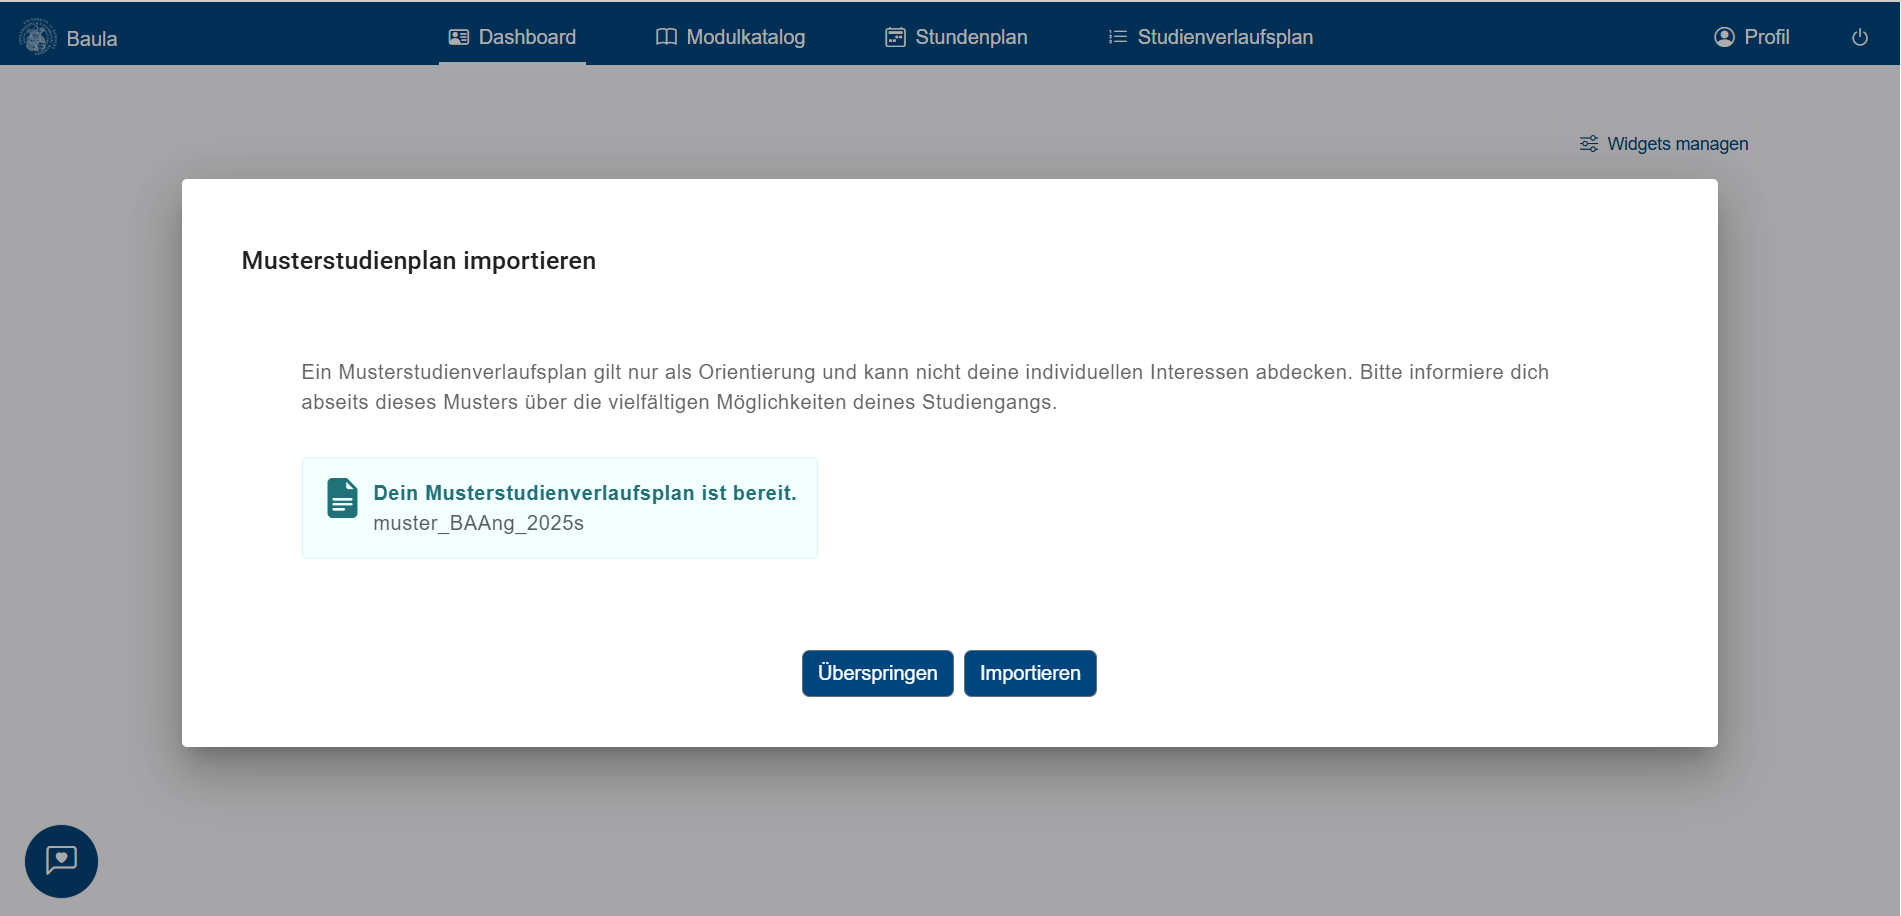 Baula
Dashboard
Modulkatalog
Stundenplan
Studienverlaufsplan
Profil
Widgets managen
Musterstudienplan importieren
Ein Musterstudienverlaufsplan gilt nur als Orientierung und kann nicht deine individuellen Interessen abdecken. Bitte informiere dich
abseits dieses Musters über die vielfältigen Möglichkeiten deines Studiengangs.
Dein Musterstudienverlaufsplan ist bereit.
muster_BAAng_2025s
Überspringen
Importieren